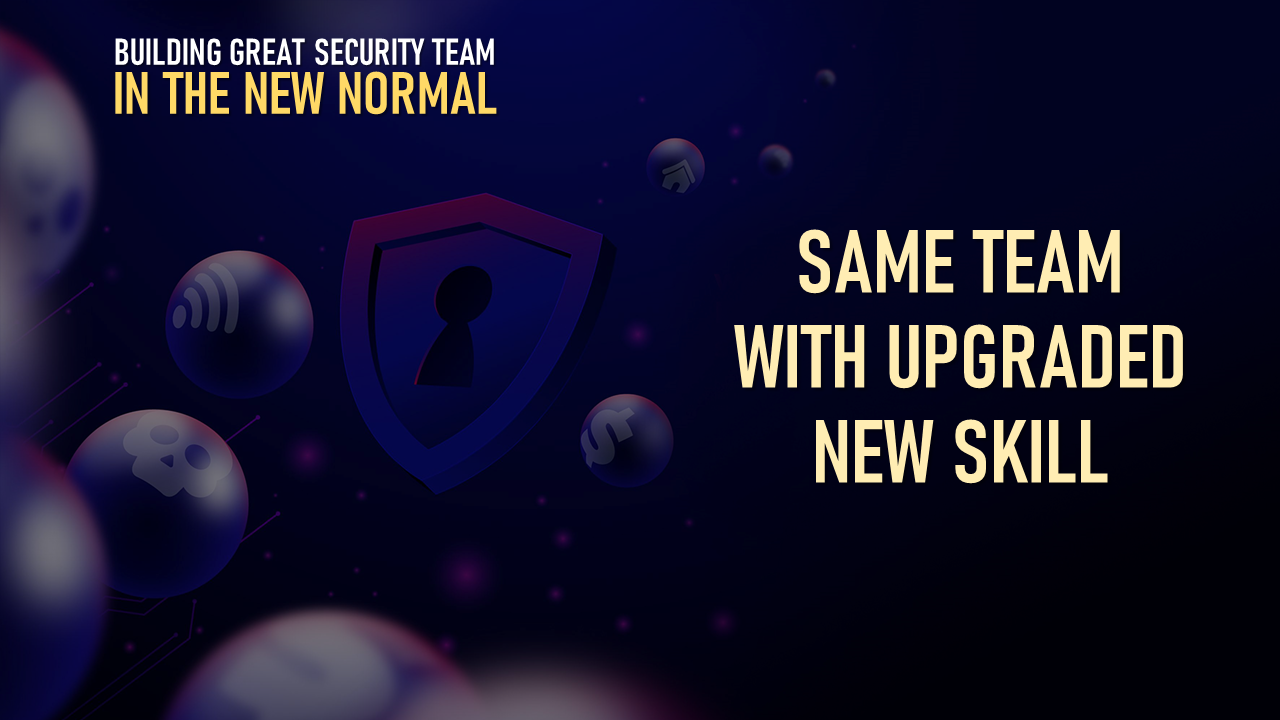 BUILDING GREAT SECURITY TEAM
IN THE NEW NORMAL
SAME TEAM
WITH UPGRADED
NEW SKILL